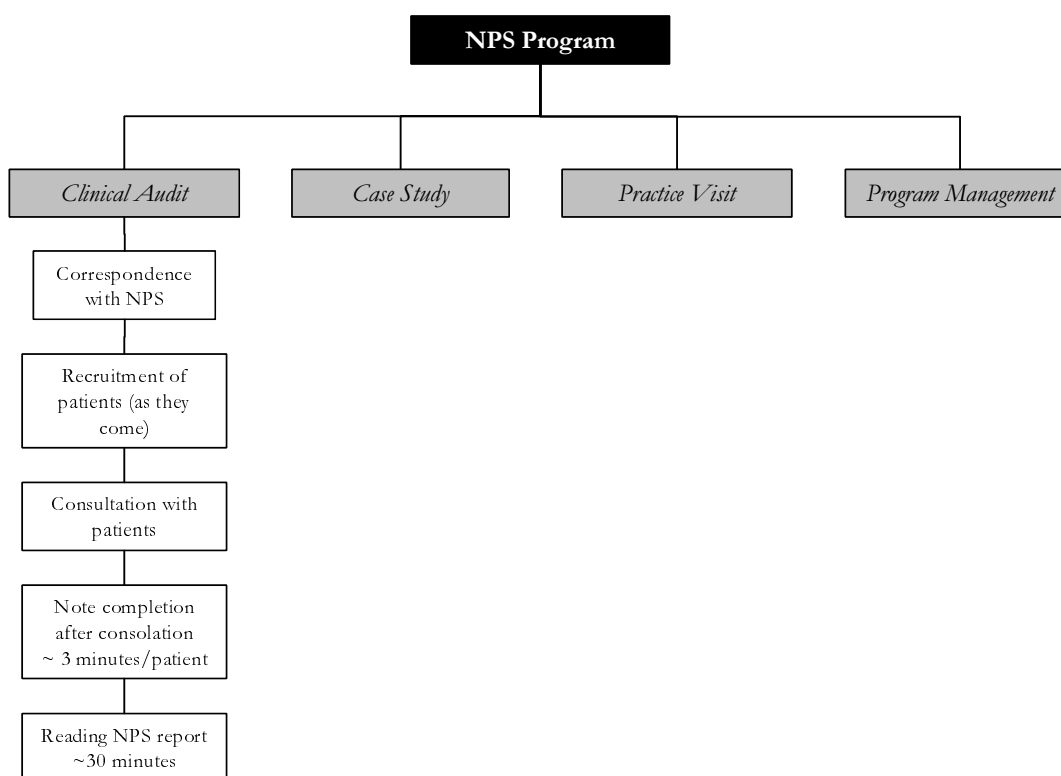 NPS Program
Clinical Audit
Case Study
Practice Visit
Program Management
Correspondence
with NPS
Recruitment of
patients (as they
come)
Consultation with
patients
Note completion
after consolation
~ 3 minutes/patient
Reading NPS report
~30 minutes